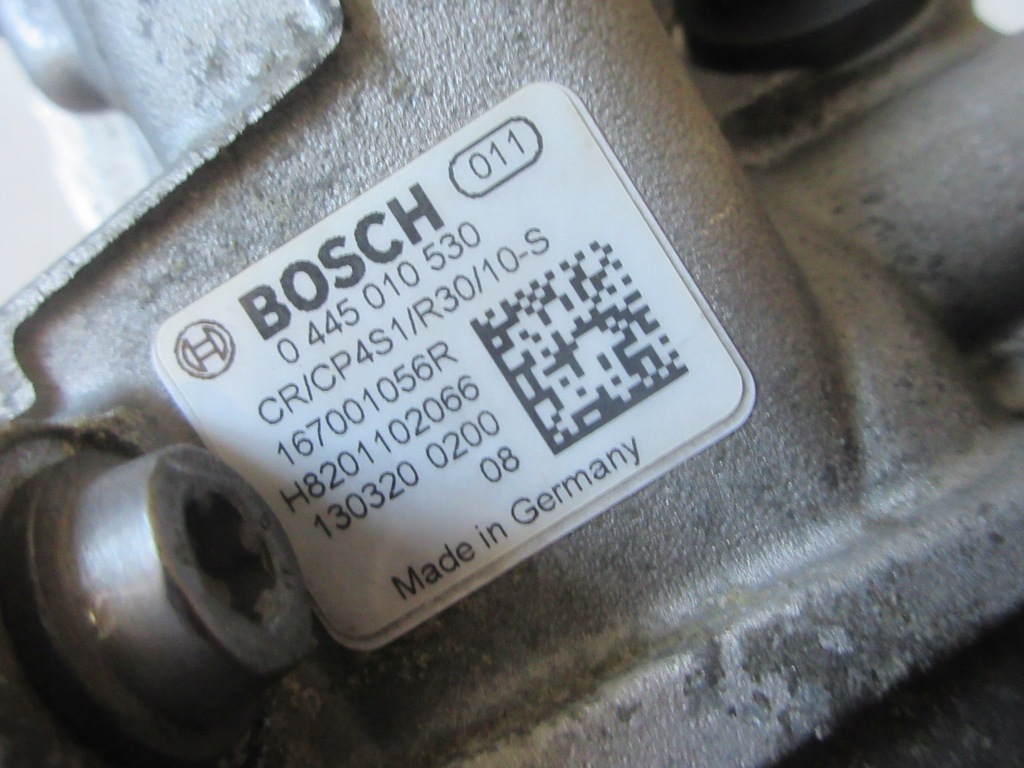 BOSCH 011
0 445 010 530
CR/CP4S1/R30/10-S
167001056R
H8201102066
130320 0200
08
Made in Germany